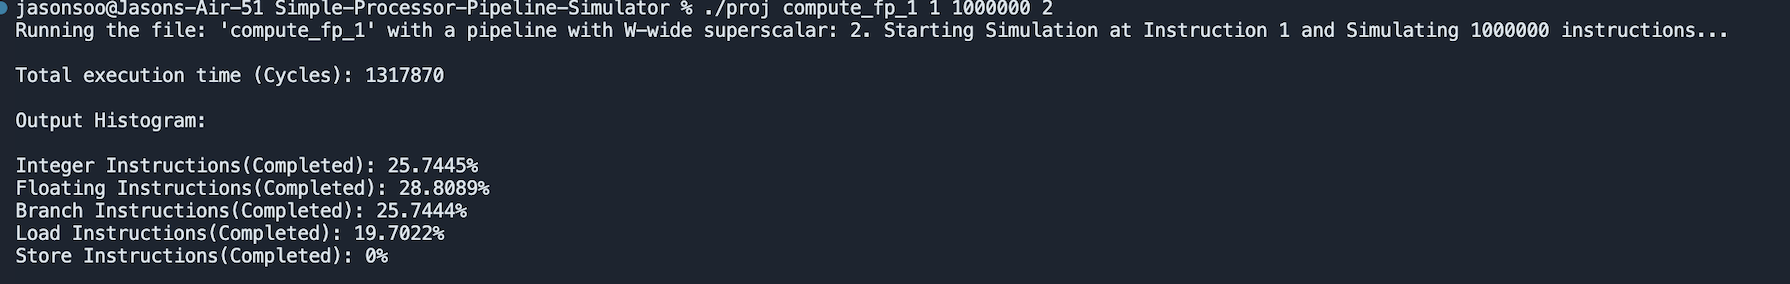 jasonsoo@Jasons-Air-51 Simple-Processor-Pipeline-Simulator % ./proj compute_fp_1 1 1000000 2
Running the file: 'compute_fp_1' with a pipeline with W-wide superscalar: 2. Starting Simulation at Instruction 1 and Simulating 1000000 instructions...
Total execution time (Cycles): 1317870
Output Histogram:
Integer Instructions(Completed): 25.7445%
Floating Instructions(Completed): 28.8089%
Branch Instructions(Completed): 25.7444%
Load Instructions(Completed): 19.7022%
Store Instructions(Completed): 0%